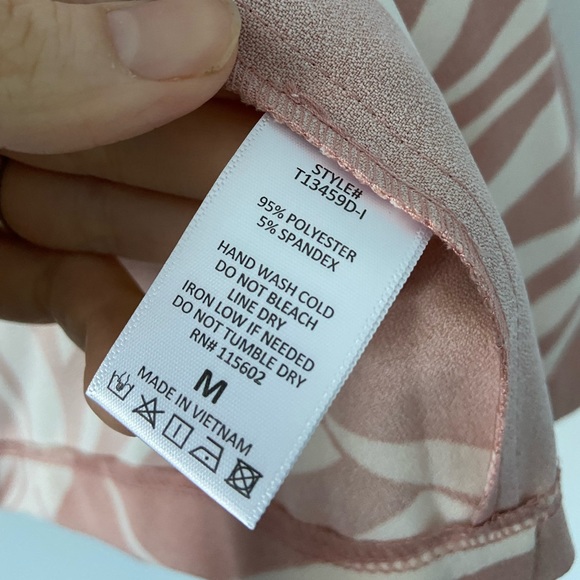 STYLE#
T13459D-I
95% POLYESTER
5% SPANDEX
HAND WASH COLD
DO NOT BLEACH
LINE DRY
IRON LOW IF NEEDED
DO NOT TUMBLE DRY
RN# 115602
M
MADE IN VIETNAM